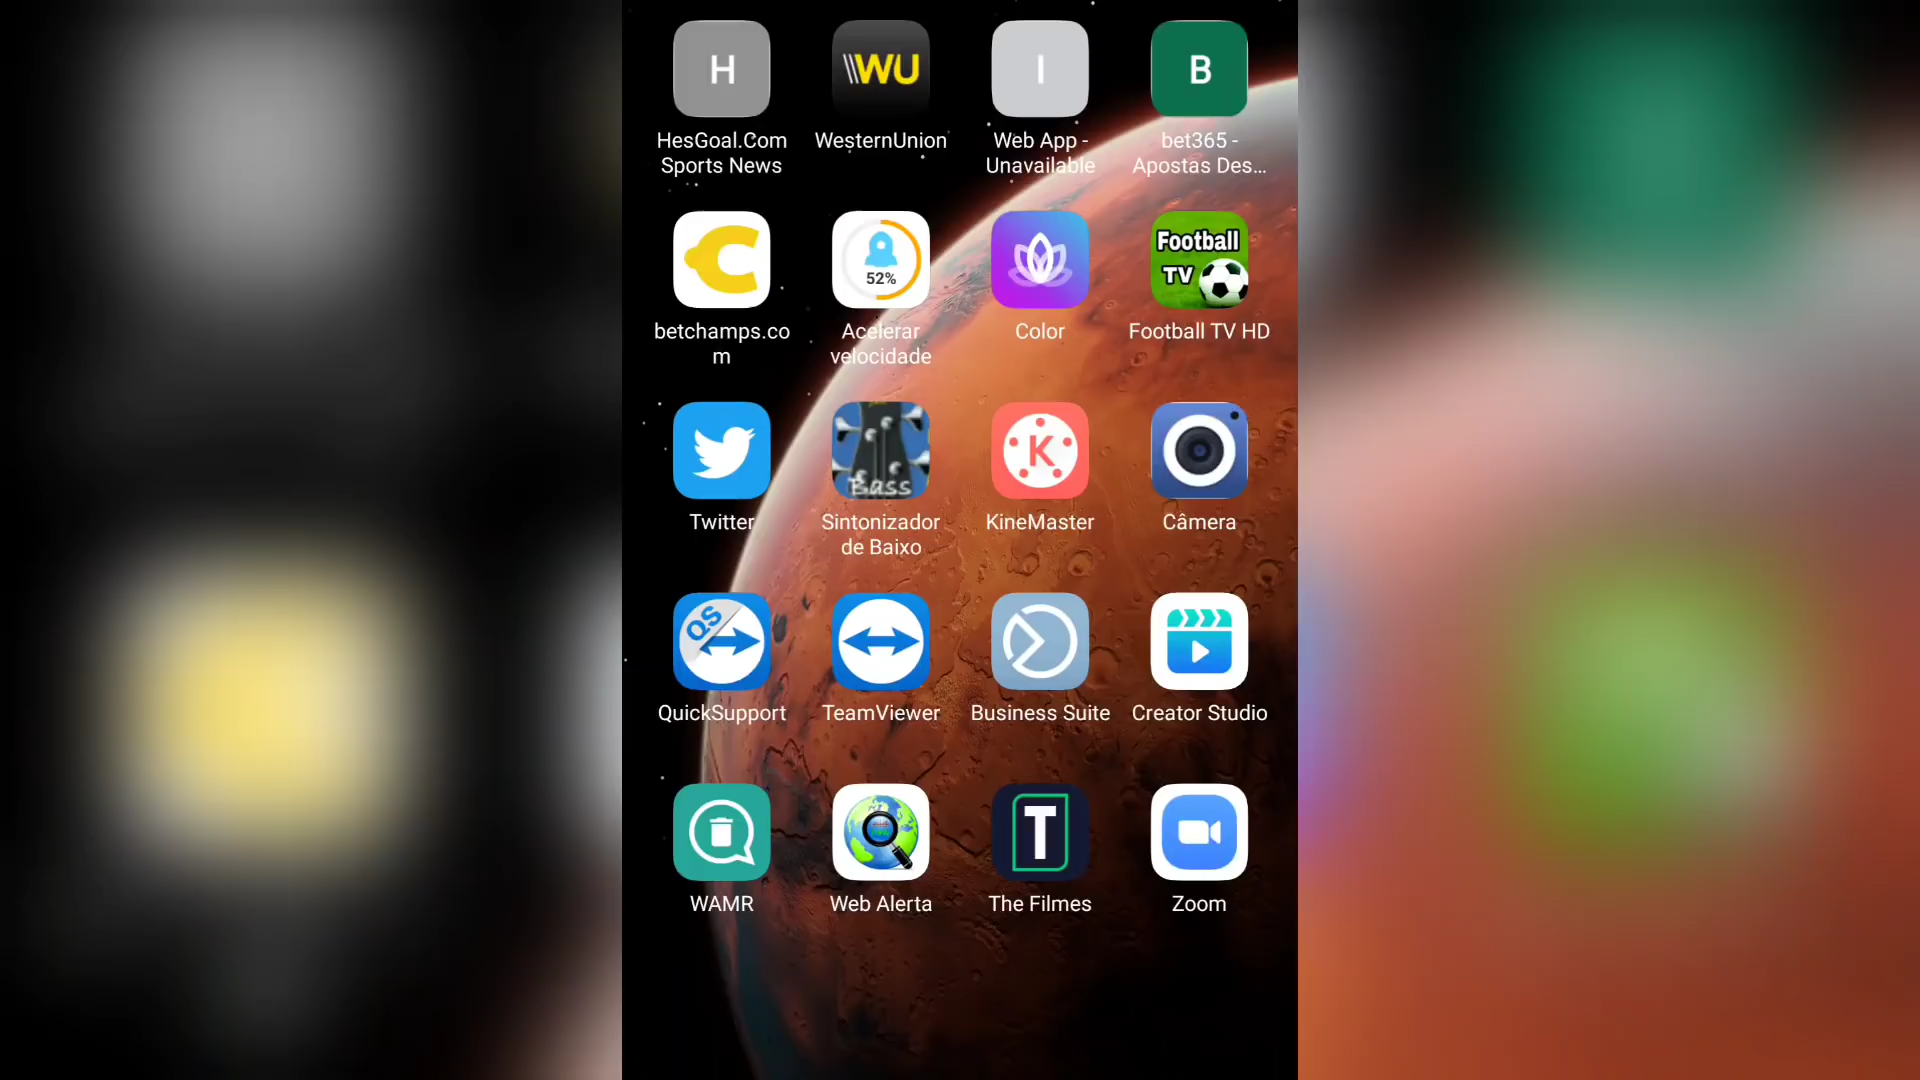 H
WU
I
B
HesGoal.Com
Sports News
WesternUnion
Web App -
Unavailable
bet365 -
Apostas Des...
C
52%
Football
TV
betchamps.co
m
Acelerar
velocidade
Color
Football TV HD
Bass
K
Twitter
Sintonizador
de Baixo
KineMaster
Câmera
QS
QuickSupport
TeamViewer
Business Suite
Creator Studio
T
WAMR
Web Alerta
The Filmes
Zoom